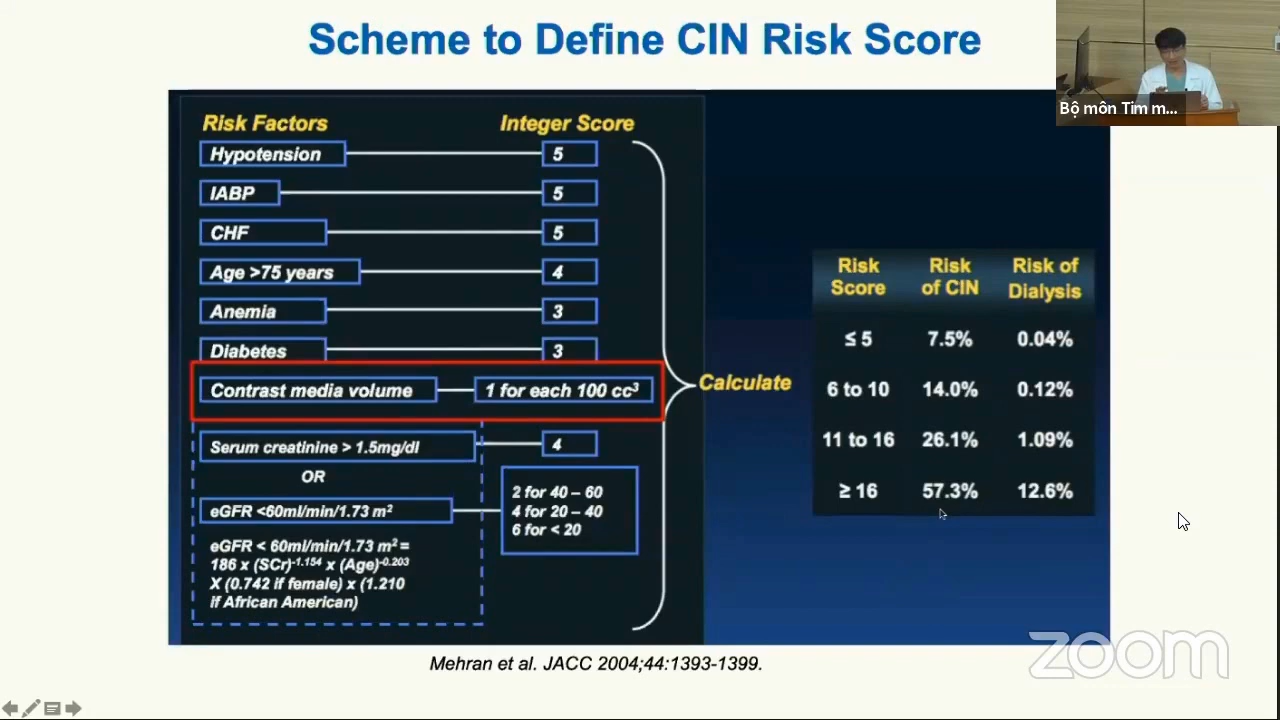 Scheme to Define CIN Risk Score
Bộ môn Tim m...
Risk Factors Integer Score
Hypotension 5
IABP 5
CHF 5
Age >75 years 4
Anemia 3
Diabetes 3
Contrast media volume 1 for each 100 cc³
Serum creatinine > 1.5mg/dl 4
OR
eGFR <60ml/min/1.73 m²
2 for 40 – 60
4 for 20 – 40
6 for < 20
eGFR < 60ml/min/1.73 m² =
186 x (SCr)-1.154 x (Age)-0.203
X (0.742 if female) x (1.210
if African American)
Calculate
Risk Score Risk of CIN Risk of Dialysis
≤ 5 7.5% 0.04%
6 to 10 14.0% 0.12%
11 to 16 26.1% 1.09%
≥ 16 57.3% 12.6%
zoom
Mehran et al. JACC 2004;44:1393-1399.